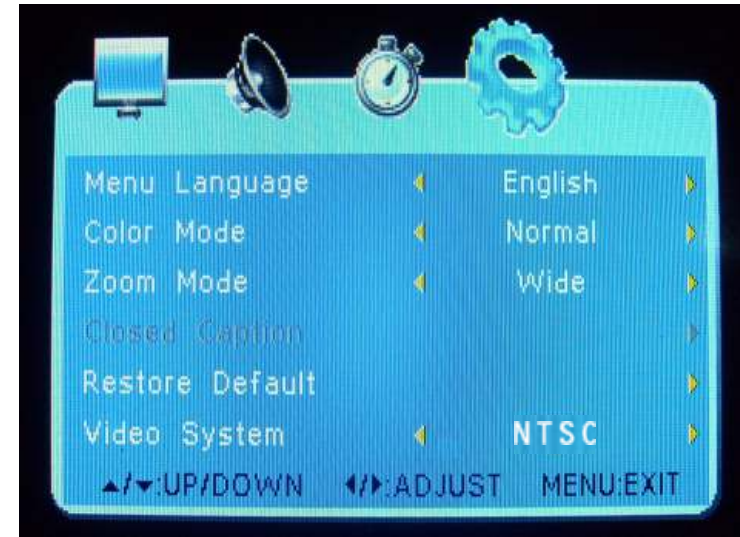 Menu Language ◀ English ▶
Color Mode ◀ Normal ▶
Zoom Mode ◀ Wide ▶
Closed Caption ▶
Restore Default ▶
Video System ◀ NTSC ▶
▲/▼:UP/DOWN ◀/▶:ADJUST MENU:EXIT